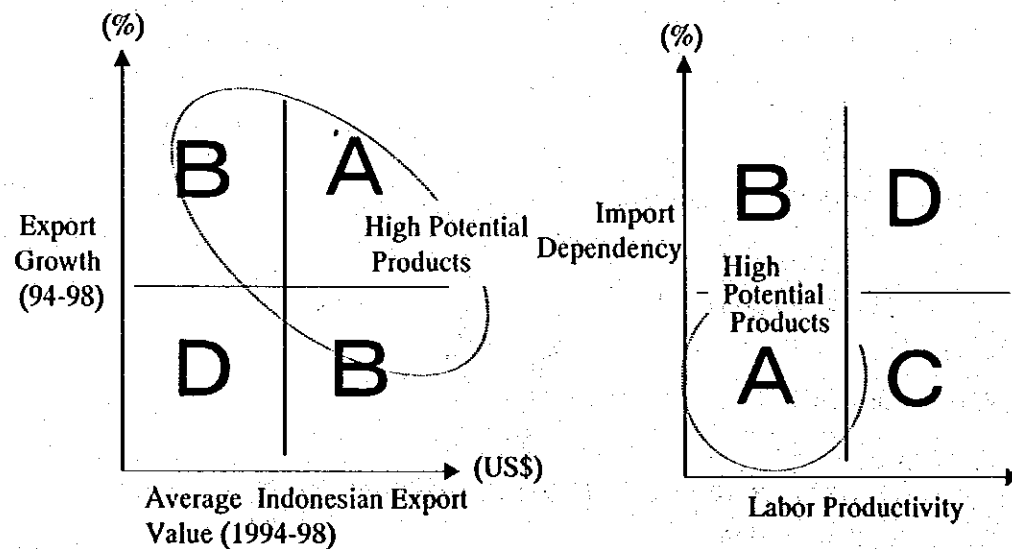 (%)
B A
Export
Growth
(94-98)
High Potential
Products
D B
(US$)
Average Indonesian Export
Value (1994-98)
(%)
B D
Import
Dependency
High
Potential
Products
A C
Labor Productivity